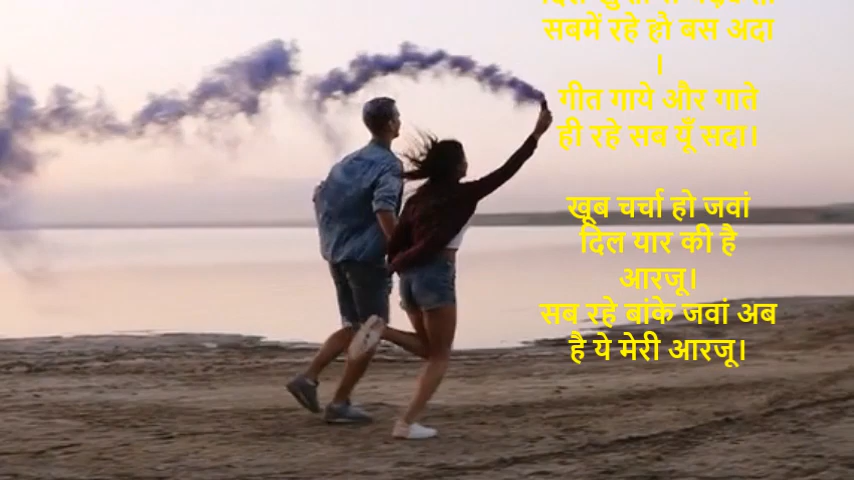 सबमें रहे हो बस अदा
।
गीत गाये और गाते
ही रहे सब यूँ सदा।
खूब चर्चा हो जवां
दिल यार की है
आरजू।
सब रहे बांके जवां अब
है ये मेरी आरजू।